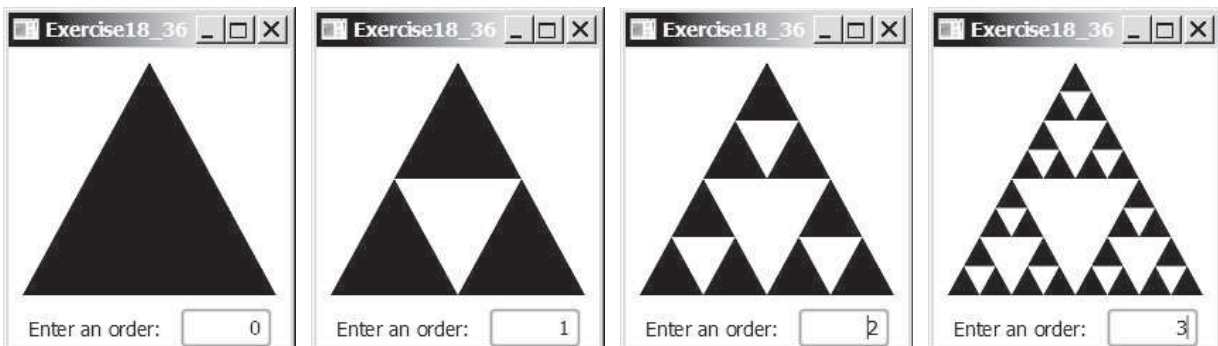 Exercise18_36
Enter an order: 0
Exercise18_36
Enter an order: 1
Exercise18_36
Enter an order: 2
Exercise18_36
Enter an order: 3